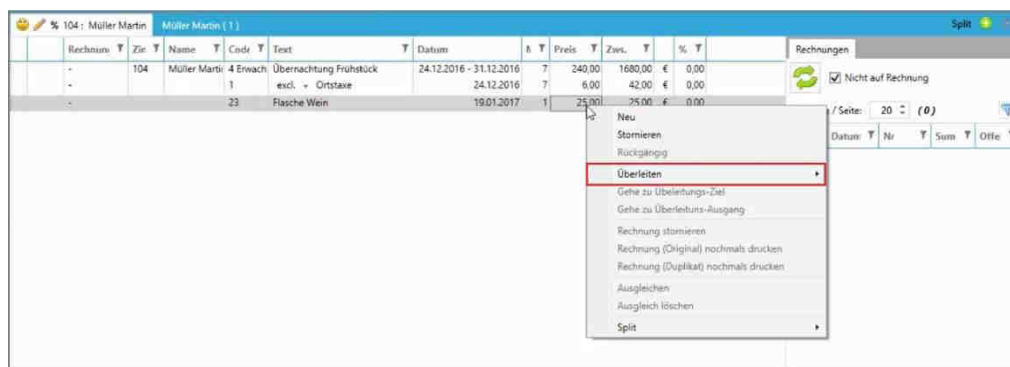 % 104 : Müller Martin Müller Martin ( 1 ) Split
Rechnun Zir Name Code Text Datum Preis Zws. % Rechnungen
- 104 Müller Marti 4 Erwach Übernachtung Frühstück 24.12.2016 - 31.12.2016 7 240,00 1680,00 € 0,00
Nicht auf Rechnung
- 1 excl. Ortstaxe 24.12.2016 7 6,00 42,00 € 0,00
- 23 Flasche Wein 19.01.2017 1 25,00 25,00 € 0,00
/ Seite: 20 ( 0 )
Neu
Datum Nr Sum Offe
Stornieren
Rückgängig
Überleiten
Gehe zu Übeleitungs-Ziel
Gehe zu Überleituns-Ausgang
Rechnung stornieren
Rechnung (Original) nochmals drucken
Rechnung (Duplikat) nochmals drucken
Ausgleichen
Ausgleich löschen
Split